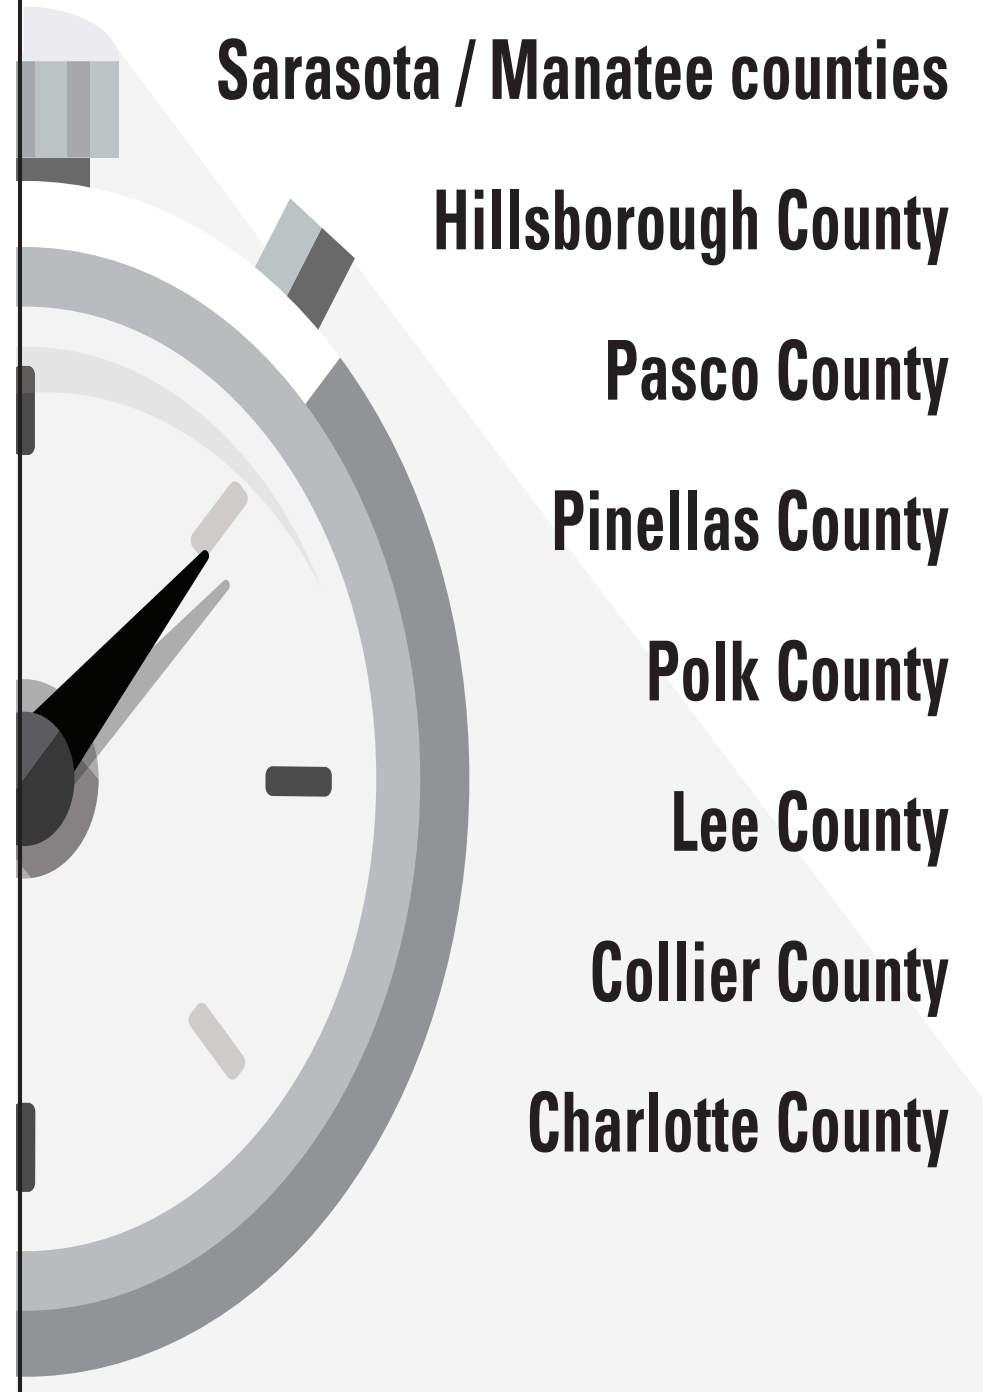 Sarasota / Manatee counties
Hillsborough County
Pasco County
Pinellas County
Polk County
Lee County
Collier County
Charlotte County